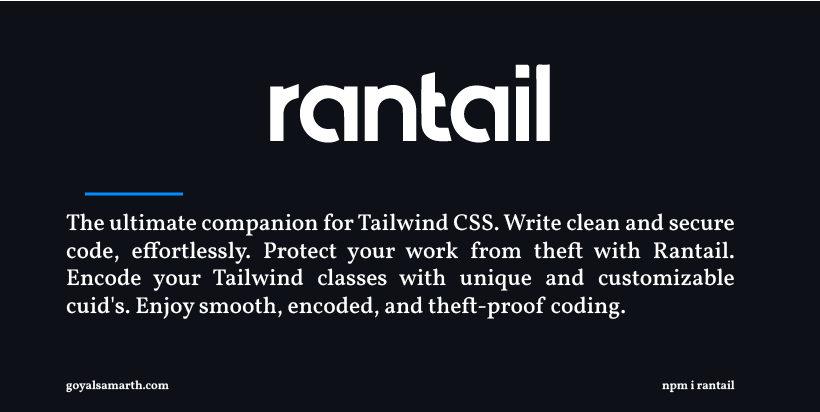 rantail
The ultimate companion for Tailwind CSS. Write clean and secure
code, effortlessly. Protect your work from theft with Rantail.
Encode your Tailwind classes with unique and customizable
cuid's. Enjoy smooth, encoded, and theft-proof coding.
goyalsamarth.com
npm i rantail